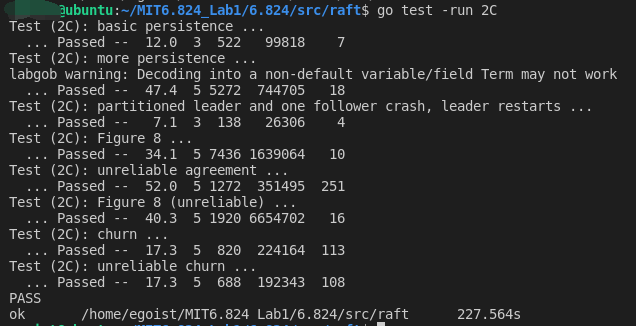 @ubuntu:~/MIT6.824_Lab1/6.824/src/raft$ go test -run 2C
Test (2C): basic persistence ...
  ... Passed --  12.0  3  522   99818    7
Test (2C): more persistence ...
labgob warning: Decoding into a non-default variable/field Term may not work
  ... Passed --  47.4  5 5272  744705   18
Test (2C): partitioned leader and one follower crash, leader restarts ...
  ... Passed --   7.1  3  138   26306    4
Test (2C): Figure 8 ...
  ... Passed --  34.1  5 7436 1639064   10
Test (2C): unreliable agreement ...
  ... Passed --  52.0  5 1272  351495  251
Test (2C): Figure 8 (unreliable) ...
  ... Passed --  40.3  5 1920 6654702   16
Test (2C): churn ...
  ... Passed --  17.3  5  820  224164  113
Test (2C): unreliable churn ...
  ... Passed --  17.3  5  688  192343  108
PASS
ok      /home/egoist/MIT6.824 Lab1/6.824/src/raft      227.564s